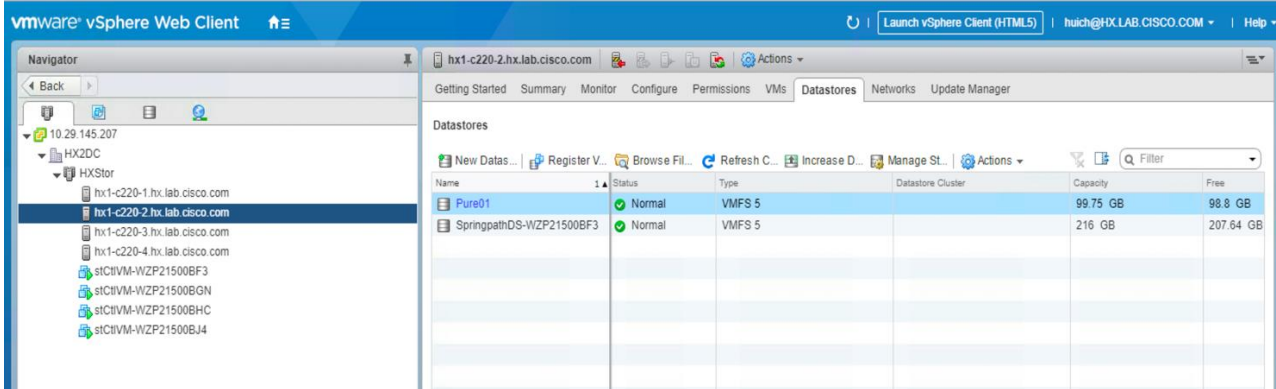 vmware® vSphere Web Client
Launch vSphere Client (HTML5) | huich@HX.LAB.CISCO.COM | Help
Navigator
Back
10.29.145.207
HX2DC
HXStor
hx1-c220-1.hx.lab.cisco.com
hx1-c220-2.hx.lab.cisco.com
hx1-c220-3.hx.lab.cisco.com
hx1-c220-4.hx.lab.cisco.com
stCtlVM-WZP21500BF3
stCtlVM-WZP21500BGN
stCtlVM-WZP21500BHC
stCtlVM-WZP21500BJ4
hx1-c220-2.hx.lab.cisco.com Actions
Getting Started Summary Monitor Configure Permissions VMs Datastores Networks Update Manager
Datastores
New Datas... Register V... Browse Fil... Refresh C... Increase D... Manage St... Actions Filter
Name 1 Status Type Datastore Cluster Capacity Free
Pure01 Normal VMFS 5 99.75 GB 98.8 GB
SpringpathDS-WZP21500BF3 Normal VMFS 5 216 GB 207.64 GB